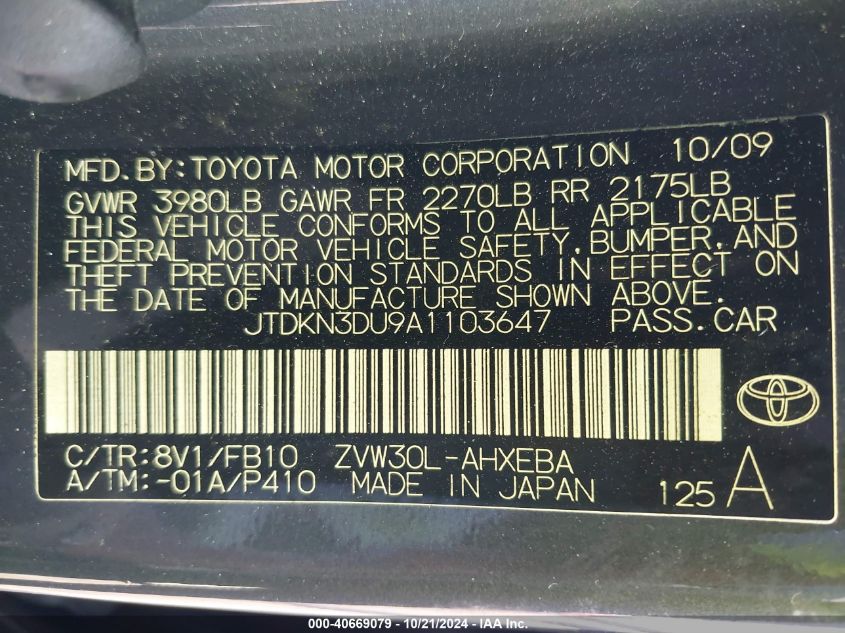 MFD. BY: TOYOTA MOTOR CORPORATION 10/09
GVWR 3980LB GAWR FR 2270LB RR 2175LB
THIS VEHICLE CONFORMS TO ALL APPLICABLE
FEDERAL MOTOR VEHICLE SAFETY, BUMPER, AND
THEFT PREVENTION STANDARDS IN EFFECT ON
THE DATE OF MANUFACTURE SHOWN ABOVE.
JTDKN3DU9A1103647 PASS. CAR
C/TR: 8V1/FB10 ZVW30L-AHXEBA
A/TM: -01A/P410 MADE IN JAPAN 125 A
000-40669079 - 10/21/2024 - IAA Inc.